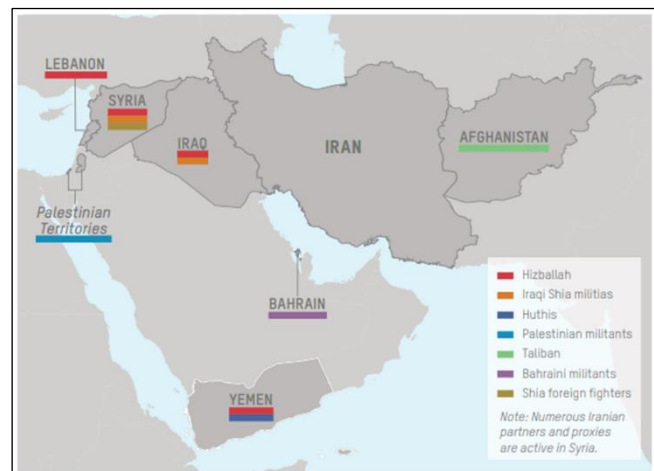 LEBANON
SYRIA
IRAQ
IRAN
AFGHANISTAN
Palestinian
Territories
BAHRAIN
YEMEN
Hizballah
Iraqi Shia militias
Huthis
Palestinian militants
Taliban
Bahraini militants
Shia foreign fighters
Note: Numerous Iranian
partners and proxies
are active in Syria.